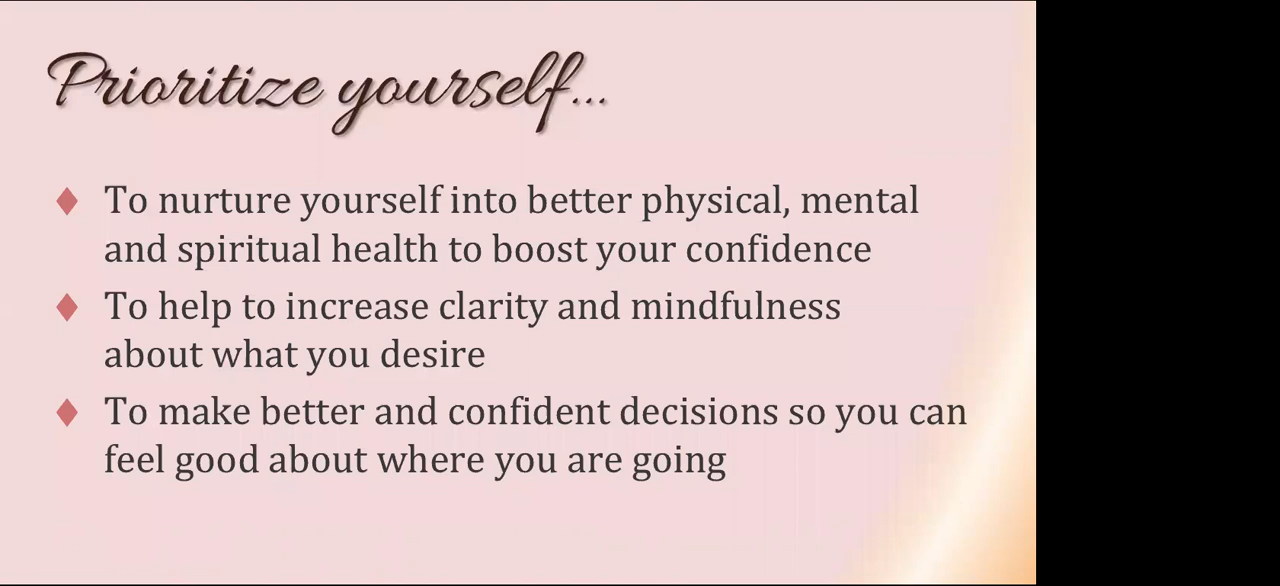 Prioritize yourself...
To nurture yourself into better physical, mental
and spiritual health to boost your confidence
To help to increase clarity and mindfulness
about what you desire
To make better and confident decisions so you can
feel good about where you are going